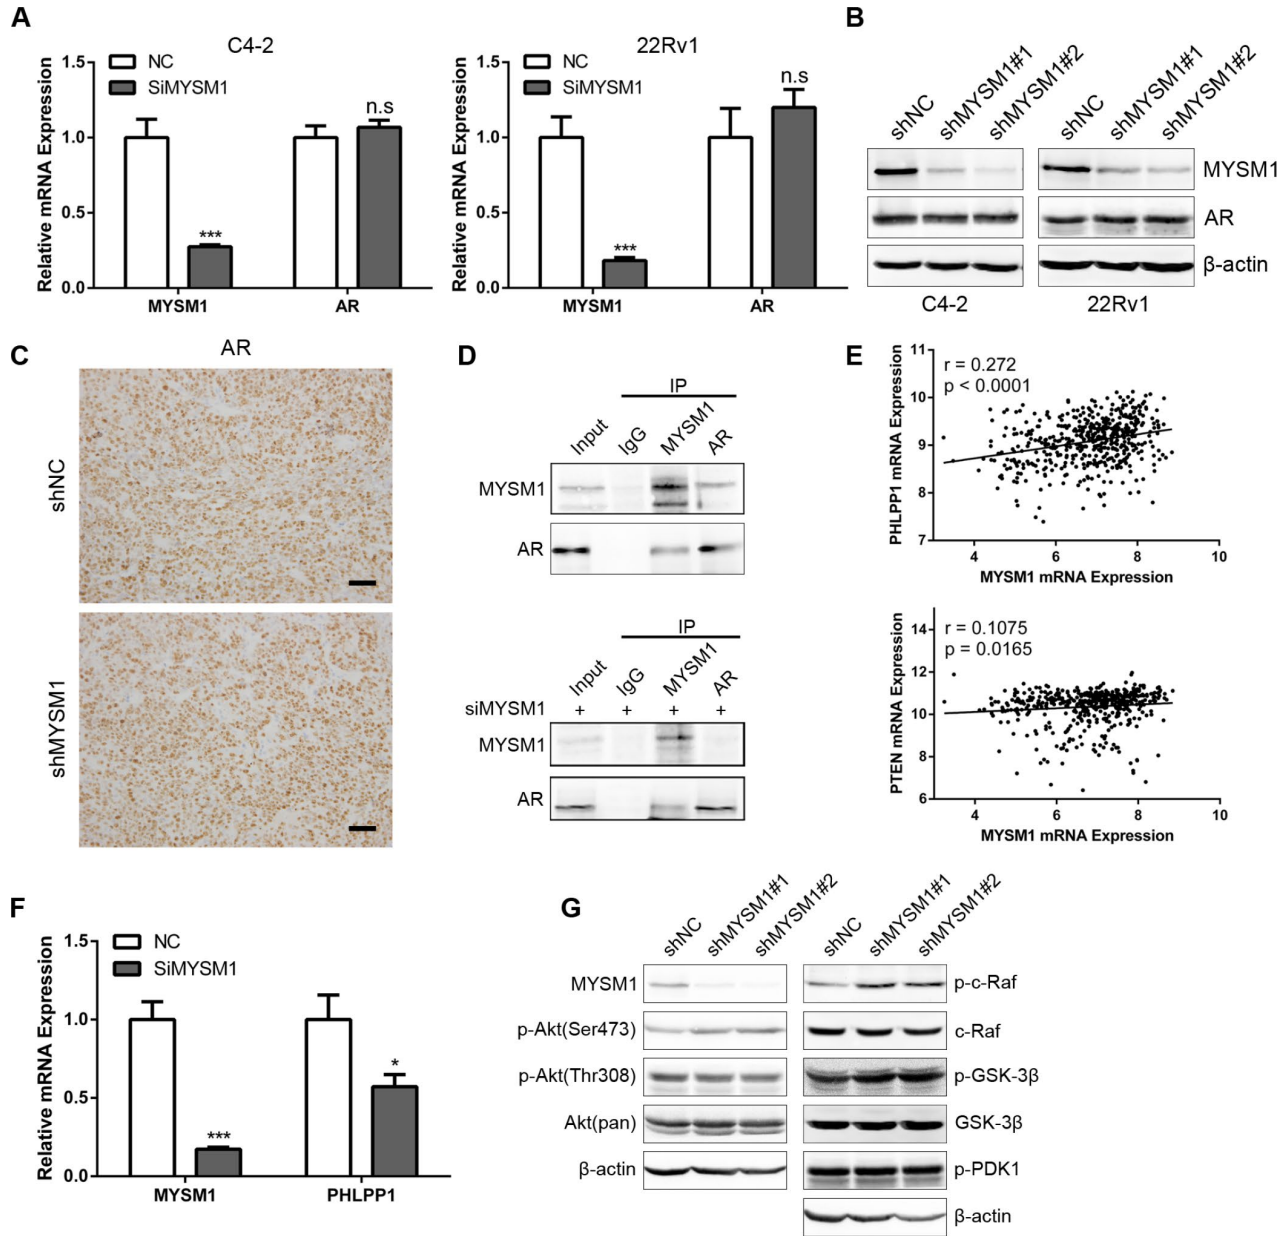 A
C4-2
NC
SiMYSM1
Relative mRNA Expression
1.5
1.0
0.5
0.0
***
n.s
MYSM1
AR
22Rv1
NC
SiMYSM1
Relative mRNA Expression
1.5
1.0
0.5
0.0
***
n.s
MYSM1
AR
B
shNC
shMYSM1#1
shMYSM1#2
shNC
shMYSM1#1
shMYSM1#2
MYSM1
AR
β-actin
C4-2
22Rv1
C
AR
shNC
shMYSM1
D
IP
Input
IgG
MYSM1
AR
MYSM1
AR
IP
Input
IgG
MYSM1
AR
siMYSM1 + + + +
MYSM1
AR
E
r = 0.272
p < 0.0001
PHLPP1 mRNA Expression
11
10
9
8
7
4 6 8 10
MYSM1 mRNA Expression
r = 0.1075
p = 0.0165
PTEN mRNA Expression
14
12
10
8
6
4 6 8 10
MYSM1 mRNA Expression
F
NC
SiMYSM1
Relative mRNA Expression
1.5
1.0
0.5
0.0
***
*
MYSM1
PHLPP1
G
shNC
shMYSM1#1
shMYSM1#2
shNC
shMYSM1#1
shMYSM1#2
MYSM1
p-Akt(Ser473)
p-Akt(Thr308)
Akt(pan)
β-actin
p-c-Raf
c-Raf
p-GSK-3β
GSK-3β
p-PDK1
β-actin